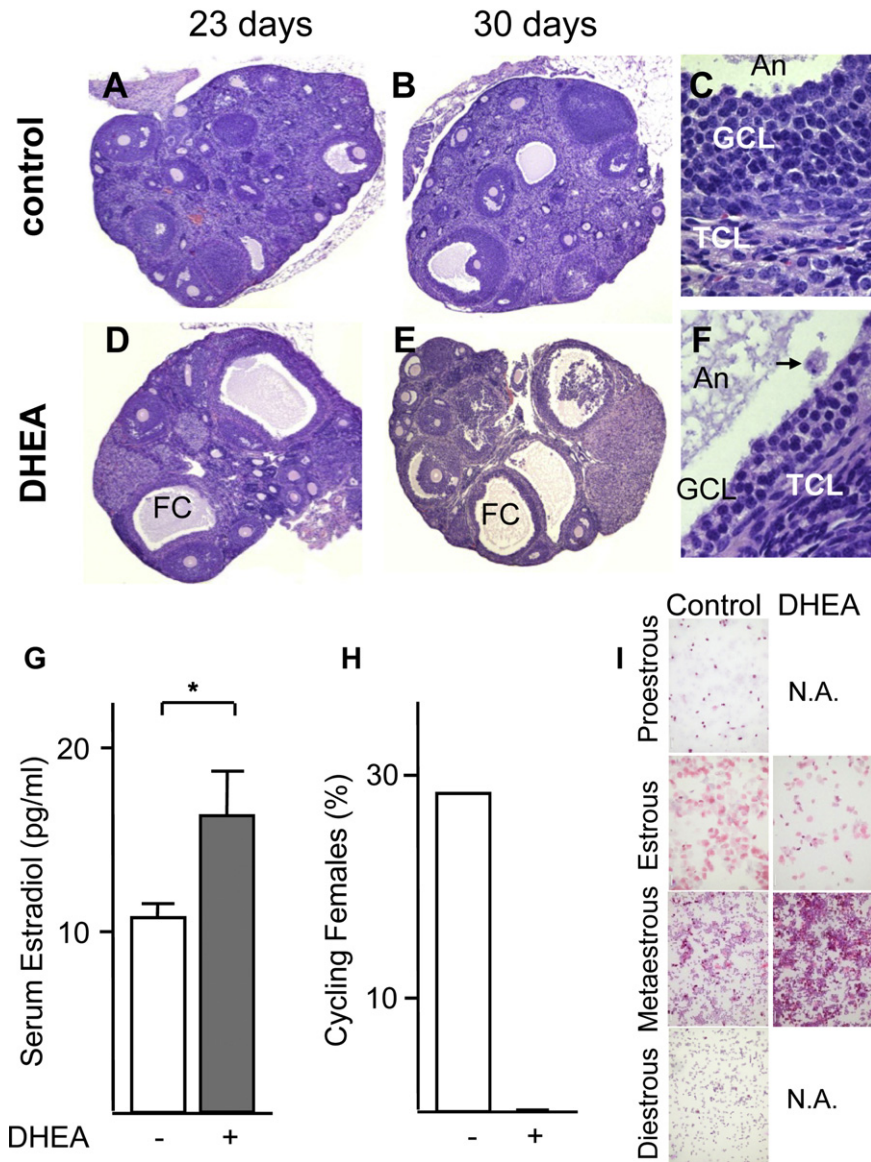 23 days 30 days
control
A B C
An
GCL
TCL
DHEA
D E F
An
FC FC
GCL TCL
Control DHEA
G H I
Proestrous
N.A.
*
Serum Estradiol (pg/ml)
20
10
Cycling Females (%)
30
10
Estrous
Metaestrous
Diestrous
N.A.
DHEA - + - +